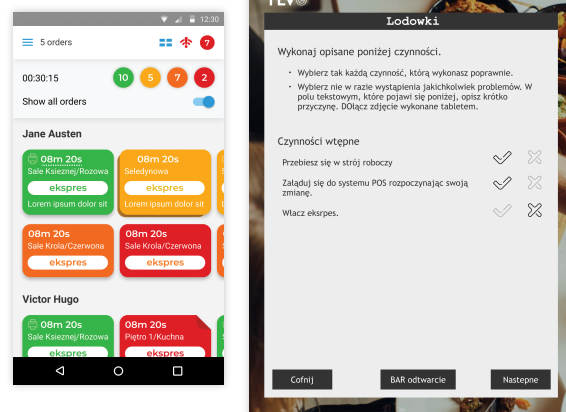 12:30
5 orders
7
00:30:15
10 5 7 2
Show all orders
Jane Austen
08m 20s
Sale Ksieznej/Rozowa
ekspres
Lorem ipsum dolor sit
08m 20s
Seledynowa
ekspres
Lorem ipsum dolor sit
08m 20s
Sale Krola/Czerwona
ekspres
08m 20s
Sale Krola/Czerwona
ekspres
Victor Hugo
08m 20s
Sale Ksieznej/Rozowa
ekspres
08m 20s
Piętro 1/Kuchna
ekspres
Lodowki
Wykonaj opisane poniżej czynności.
• Wybierz tak każdą czynność, którą wykonasz poprawnie.
• Wybierz nie w razie wystąpienia jakichkolwiek problemów. W
polu tekstowym, które pojawi się poniżej, opisz krótko
przyczynę. DOłącz zdjęcie wykonane tabletem.
Czynności wtępne
Przebiesz się w strój roboczy
Załąduj się do systemu POS rozpoczynając swoją
zmianę.
Włacz eksrpes.
Cofnij
BAR odtwarcie
Nastepne